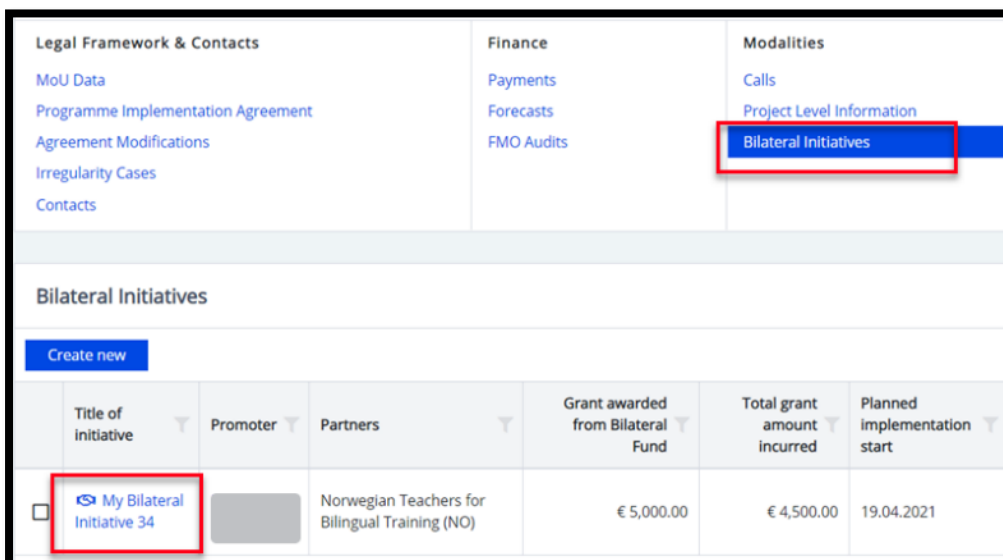 Legal Framework & Contacts
MoU Data
Programme Implementation Agreement
Agreement Modifications
Irregularity Cases
Contacts
Finance
Payments
Forecasts
FMO Audits
Modalities
Calls
Project Level Information
Bilateral Initiatives
Bilateral Initiatives
Create new
Title of
initiative
Promoter
Partners
Grant awarded
from Bilateral
Fund
Total grant
amount
incurred
Planned
implementation
start
My Bilateral
Initiative 34
Norwegian Teachers for
Bilingual Training (NO)
€ 5,000.00
€ 4,500.00
19.04.2021